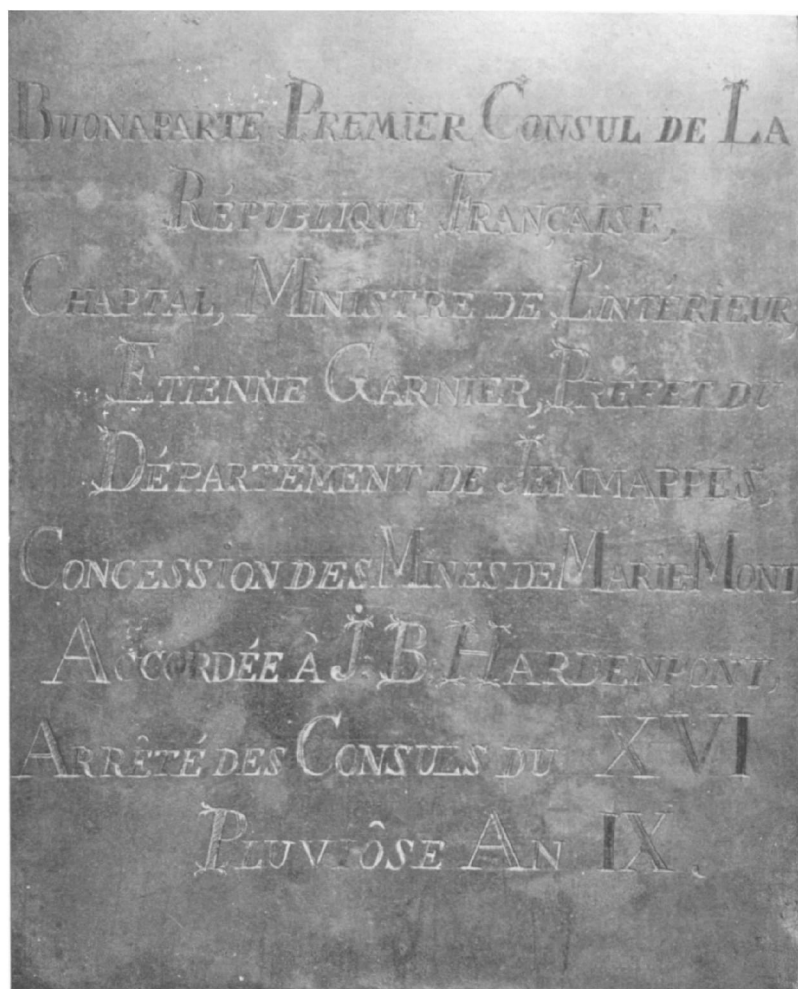 BUONAPARTE PREMIER CONSUL DE LA
RÉPUBLIQUE FRANÇAISE,
CHAPTAL, MINISTRE DE L'INTÉRIEUR,
ETIENNE GARNIER, PRÉFET DU
DÉPARTÉMENT DE JEMMAPPES,
CONCESSION DES MINES DE MARIE MONT,
ACCORDÉE À J. B. HARDENPONT,
ARRÊTÉ DES CONSULS DU XVI
PLUVIÔSE AN IX.